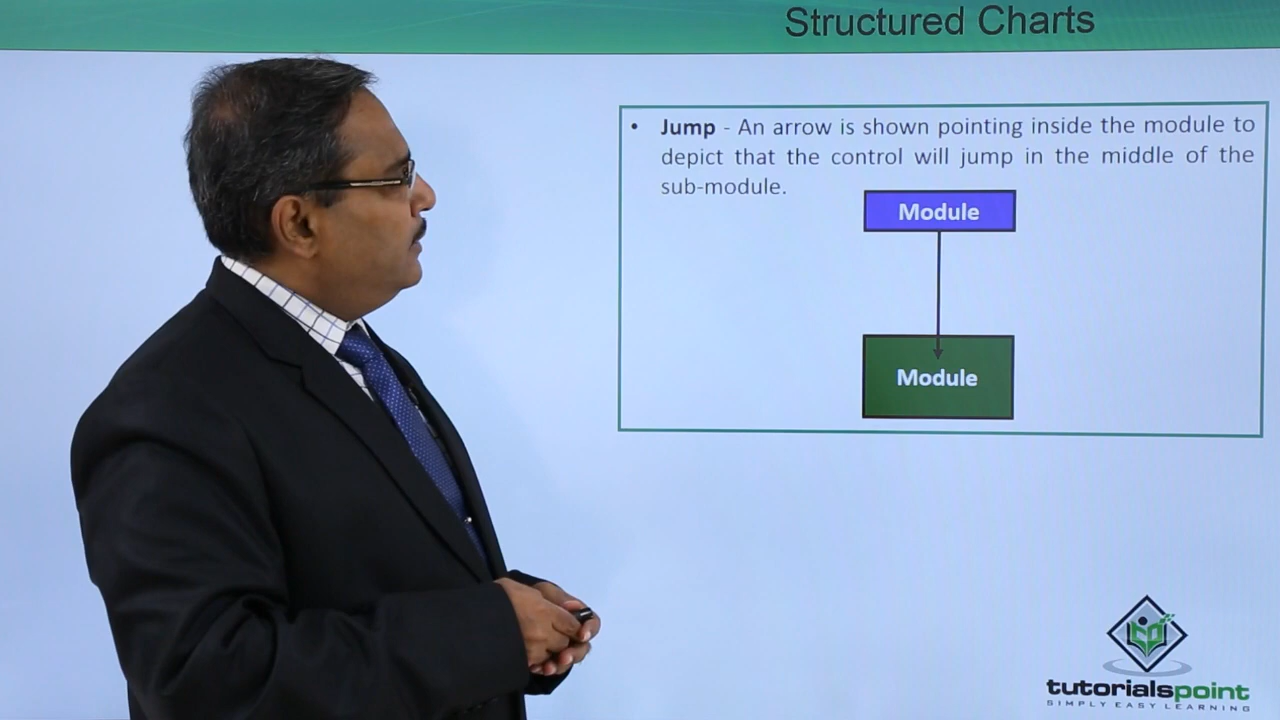 Structured Charts
• Jump - An arrow is shown pointing inside the module to
depict that the control will jump in the middle of the
sub-module.
Module
Module
tutorialspoint
SIMPLY EASY LEARNING